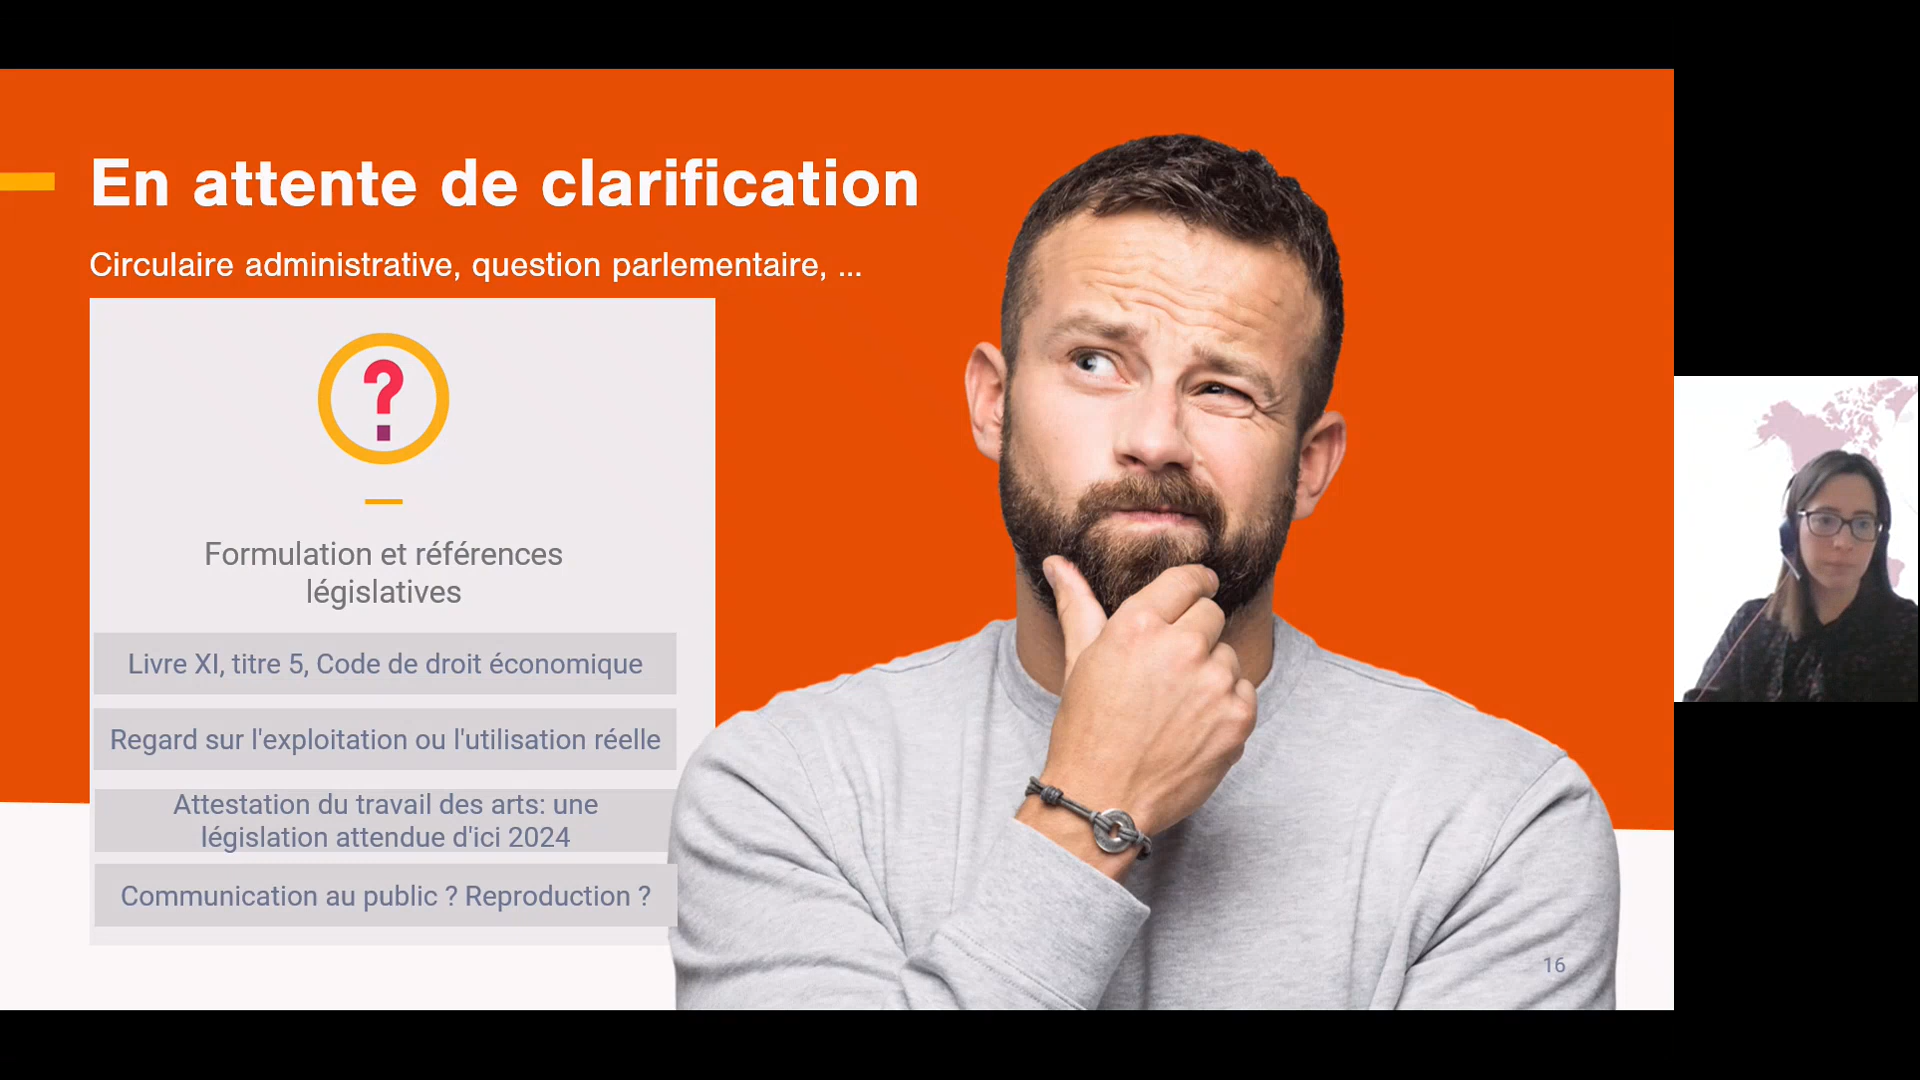 En attente de clarification
Circulaire administrative, question parlementaire, ...
?
Formulation et références
législatives
Livre XI, titre 5, Code de droit économique
Regard sur l'exploitation ou l'utilisation réelle
Attestation du travail des arts: une
législation attendue d'ici 2024
Communication au public ? Reproduction ?
16